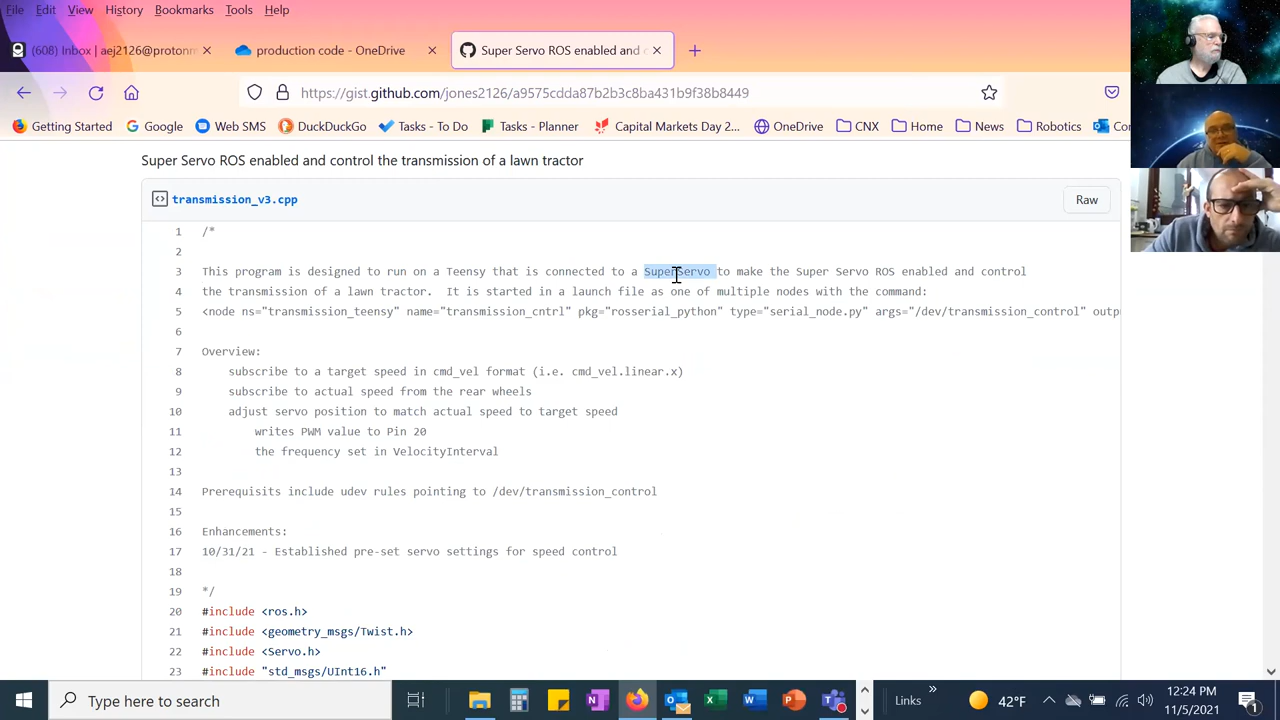 File Edit View History Bookmarks Tools Help
(608) Inbox | aej2126@protonm
production code - OneDrive
Super Servo ROS enabled and c
https://gist.github.com/jones2126/a9575cdda87b2b3c8ba431b9f38b8449
Getting Started Google Web SMS DuckDuckGo Tasks - To Do Tasks - Planner Capital Markets Day 2... OneDrive CNX Home News Robotics Con
Super Servo ROS enabled and control the transmission of a lawn tractor
transmission_v3.cpp
Raw
1 /*
2
3 This program is designed to run on a Teensy that is connected to a SuperServo to make the Super Servo ROS enabled and control
4 the transmission of a lawn tractor. It is started in a launch file as one of multiple nodes with the command:
5 <node ns="transmission_teensy" name="transmission_cntrl" pkg="rosserial_python" type="serial_node.py" args="/dev/transmission_control" outp
6
7 Overview:
8 subscribe to a target speed in cmd_vel format (i.e. cmd_vel.linear.x)
9 subscribe to actual speed from the rear wheels
10 adjust servo position to match actual speed to target speed
11 writes PWM value to Pin 20
12 the frequency set in VelocityInterval
13
14 Prerequisits include udev rules pointing to /dev/transmission_control
15
16 Enhancements:
17 10/31/21 - Established pre-set servo settings for speed control
18
19 */
20 #include <ros.h>
21 #include <geometry_msgs/Twist.h>
22 #include <Servo.h>
23 #include "std_msgs/UInt16.h"
Type here to search
Links
»
42°F
12:24 PM
11/5/2021
1